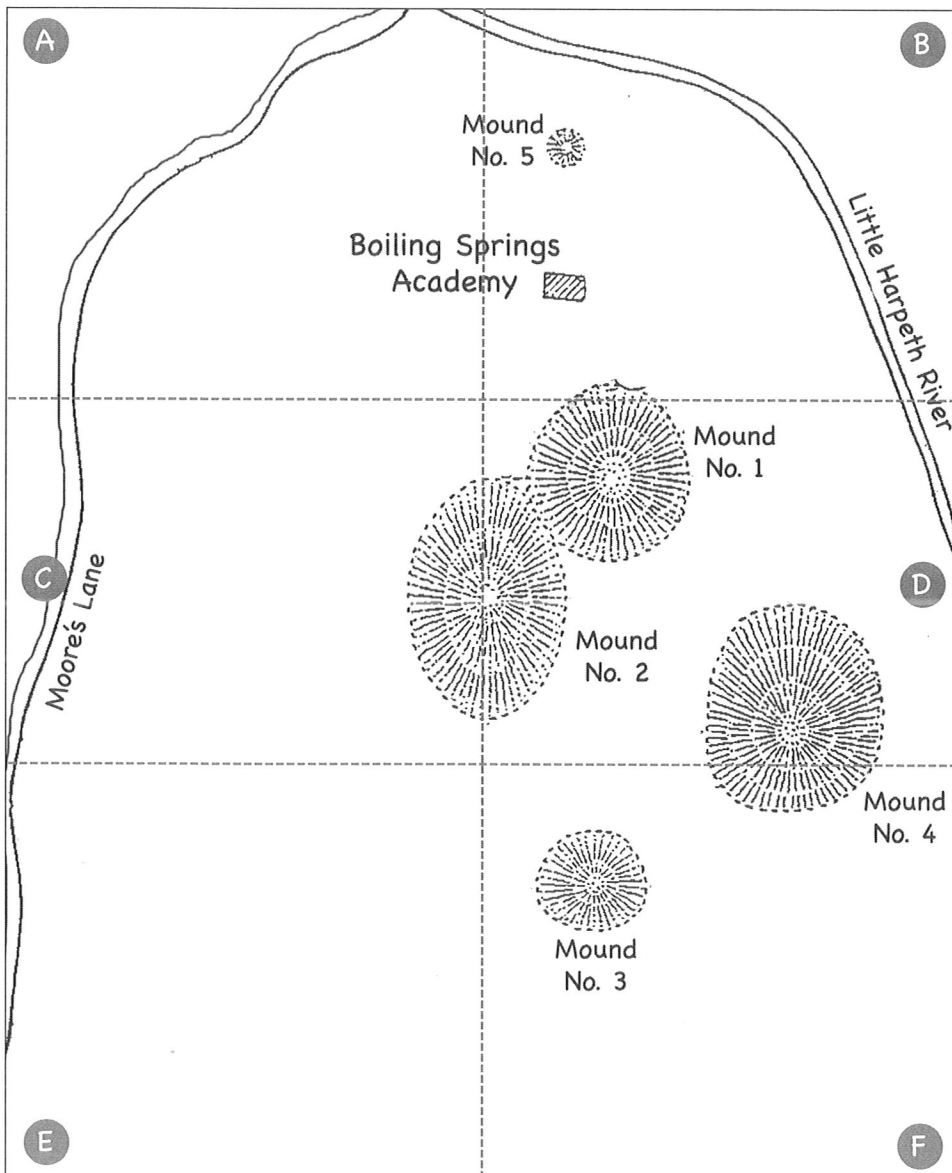 A
B
Mound
No. 5
Little Harpeth River
Boiling Springs
Academy
Mound
No. 1
C
D
Moore's Lane
Mound
No. 2
Mound
No. 4
Mound
No. 3
E
F